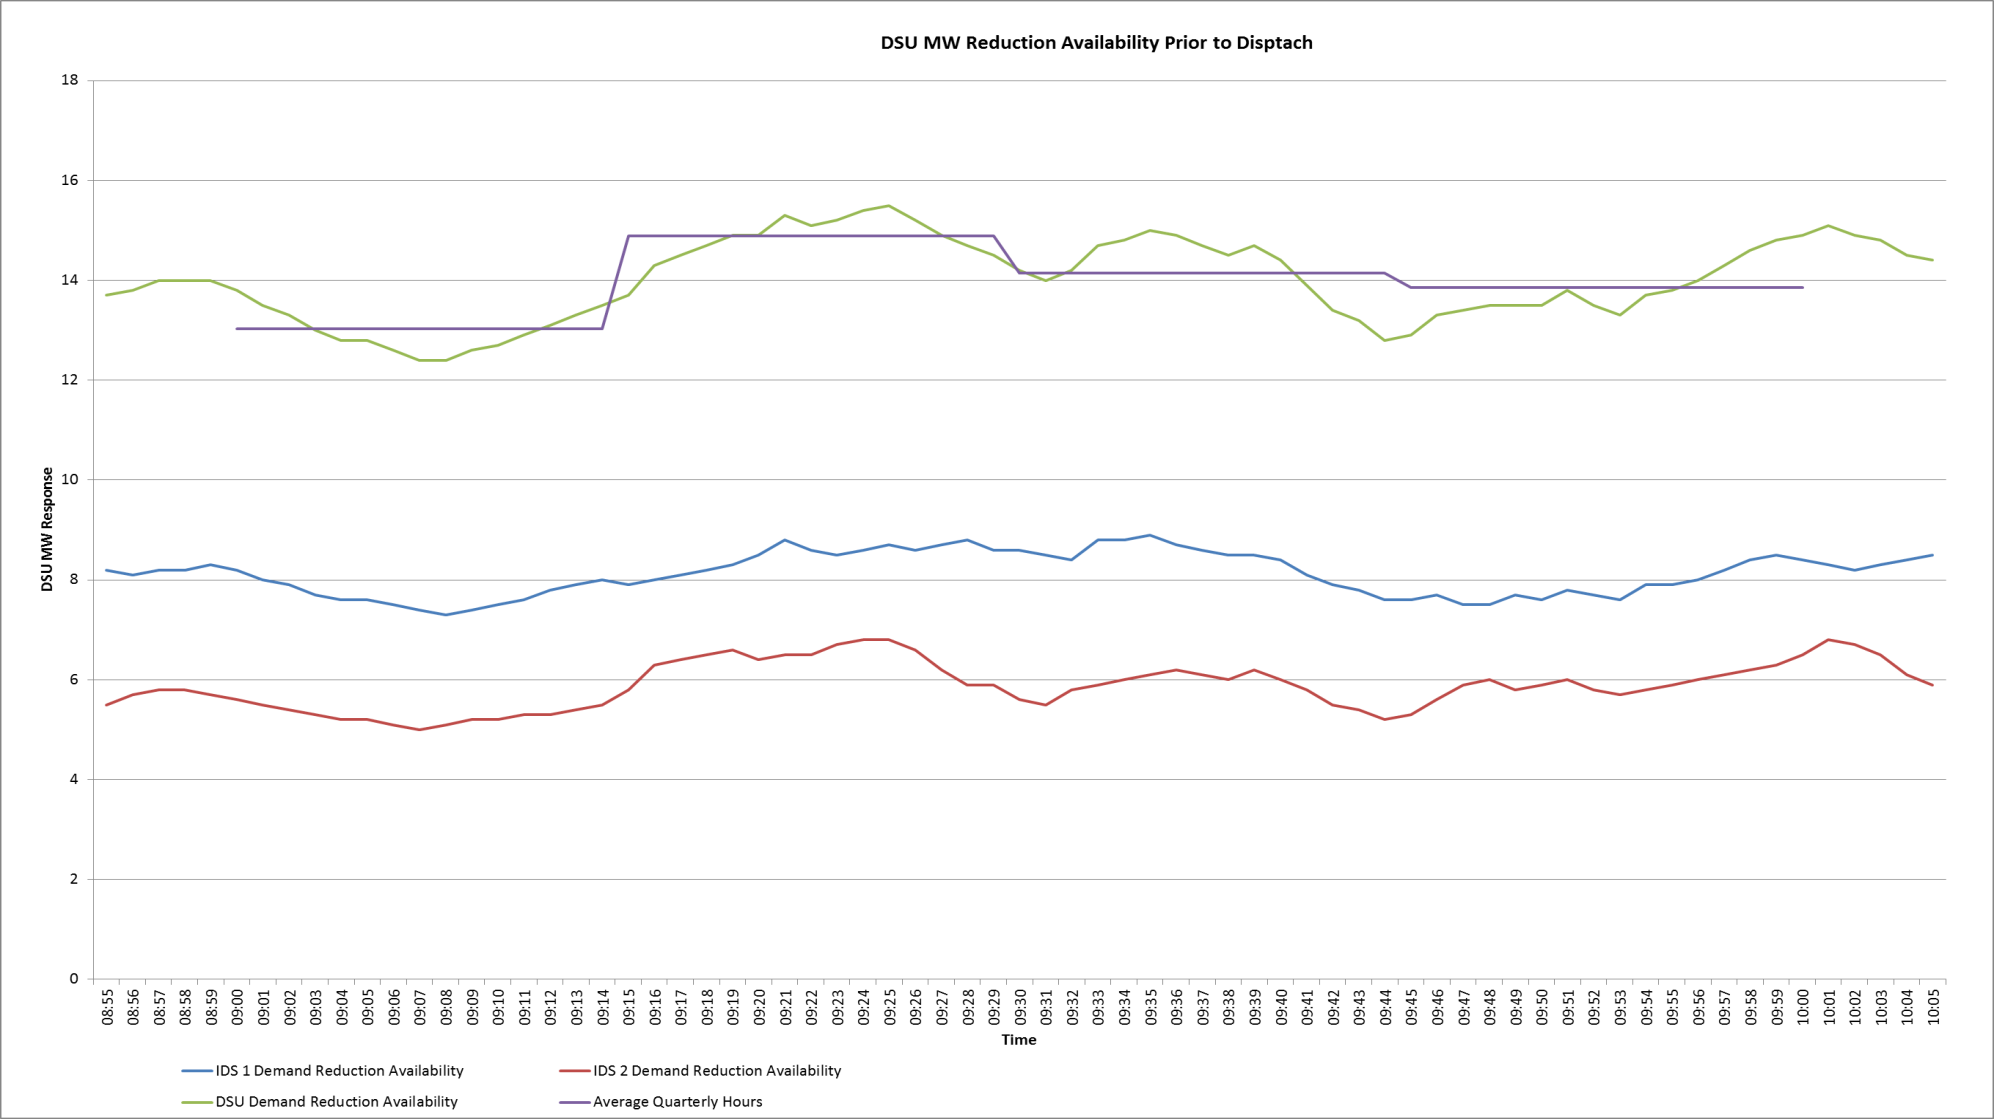 DSU MW Reduction Availability Prior to Disptach
18
16
14
12
10
8
6
4
2
0
DSU MW Response
08:55 08:56 08:57 08:58 08:59 09:00 09:01 09:02 09:03 09:04 09:05 09:06 09:07 09:08 09:09 09:10 09:11 09:12 09:13 09:14 09:15 09:16 09:17 09:18 09:19 09:20 09:21 09:22 09:23 09:24 09:25 09:26 09:27 09:28 09:29 09:30 09:31 09:32 09:33 09:34 09:35 09:36 09:37 09:38 09:39 09:40 09:41 09:42 09:43 09:44 09:45 09:46 09:47 09:48 09:49 09:50 09:51 09:52 09:53 09:54 09:55 09:56 09:57 09:58 09:59 10:00 10:01 10:02 10:03 10:04 10:05
Time
IDS 1 Demand Reduction Availability
IDS 2 Demand Reduction Availability
DSU Demand Reduction Availability
Average Quarterly Hours